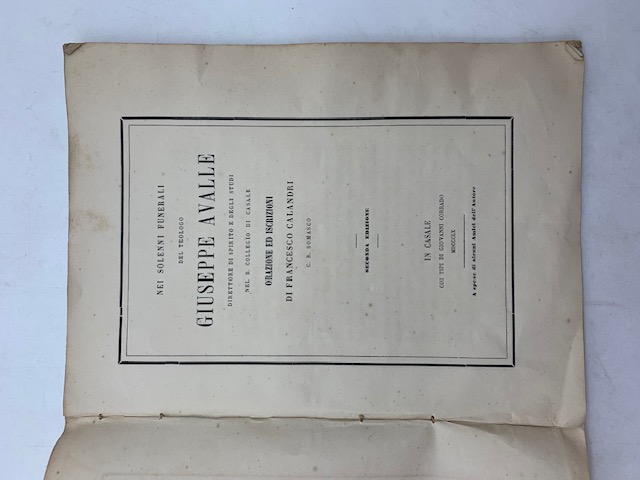 NEI SOLENNI FUNERALI
DEL TEOLOGO
GIUSEPPE AVALLE
DIRETTORE DI SPIRITO E DEGLI STUDI
NEL R. COLLEGIO DI CASALE
ORAZIONE ED ISCRIZIONI
DI FRANCESCO CALANDRI
C. R. SOMASCO
SECONDA EDIZIONE
IN CASALE
COI TIPI DI GIOVANNI CORRADO
MDCCCLX
A spese di alcuni Amici dell'Autore